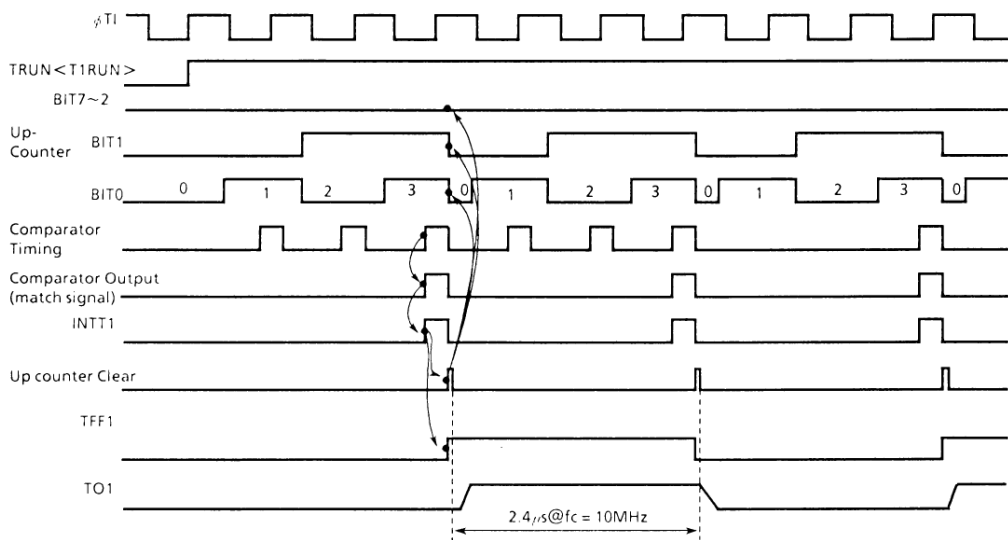 φT1
TRUN<T1RUN>
BIT7~2
Up-
Counter
BIT1
BIT0
0 1 2 3 0 1 2 3 0 1 2 3 0
Comparator
Timing
Comparator Output
(match signal)
INTT1
Up counter Clear
TFF1
TO1
2.4μs@fc = 10MHz